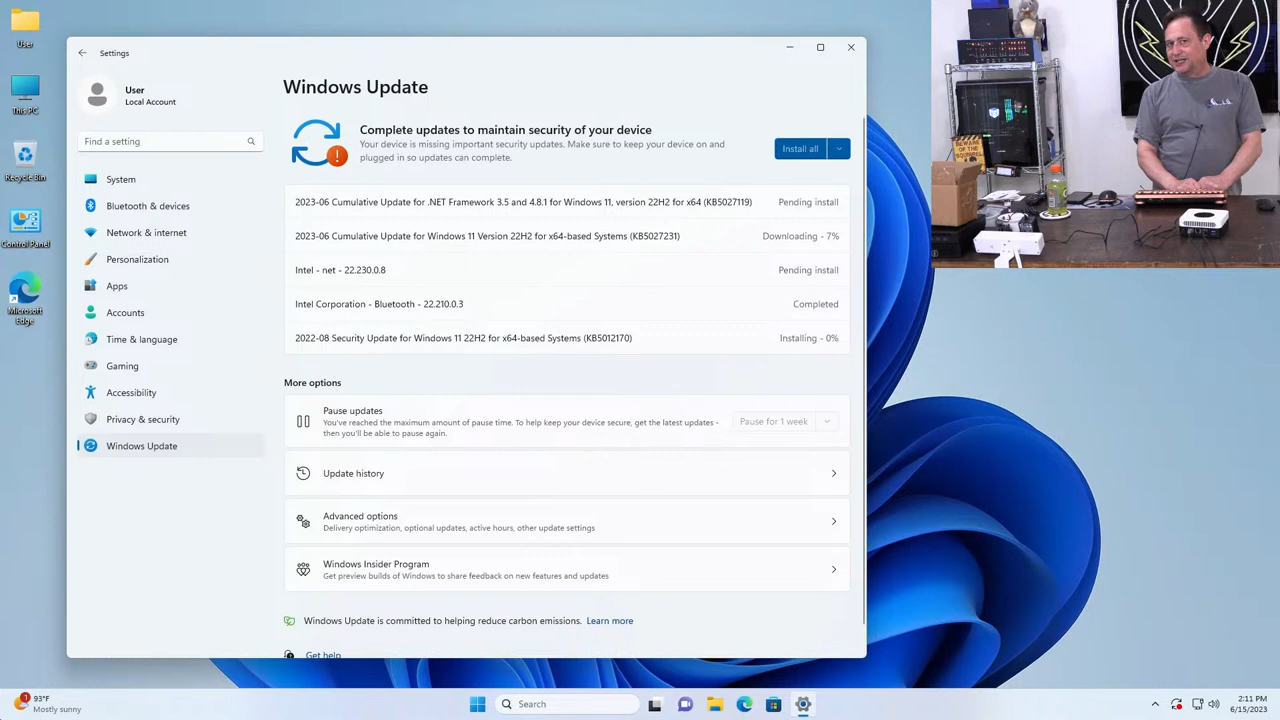 User
This PC
Recycle Bin
Control Panel
Microsoft
Edge
Settings
User
Local Account
Find a setting
System
Bluetooth & devices
Network & internet
Personalization
Apps
Accounts
Time & language
Gaming
Accessibility
Privacy & security
Windows Update
Windows Update
Complete updates to maintain security of your device
Your device is missing important security updates. Make sure to keep your device on and
plugged in so updates can complete.
Install all
2023-06 Cumulative Update for .NET Framework 3.5 and 4.8.1 for Windows 11, version 22H2 for x64 (KB5027119)
Pending install
2023-06 Cumulative Update for Windows 11 Version 22H2 for x64-based Systems (KB5027231)
Downloading - 7%
Intel - net - 22.230.0.8
Pending install
Intel Corporation - Bluetooth - 22.210.0.3
Completed
2022-08 Security Update for Windows 11 22H2 for x64-based Systems (KB5012170)
Installing - 0%
More options
Pause updates
You've reached the maximum amount of pause time. To help keep your device secure, get the latest updates -
then you'll be able to pause again.
Pause for 1 week
Update history
Advanced options
Delivery optimization, optional updates, active hours, other update settings
Windows Insider Program
Get preview builds of Windows to share feedback on new features and updates
Windows Update is committed to helping reduce carbon emissions. Learn more
Get help
BEWARE
OF THE
SQUIRREL
1
93°F
Mostly sunny
Search
2:11 PM
6/15/2023